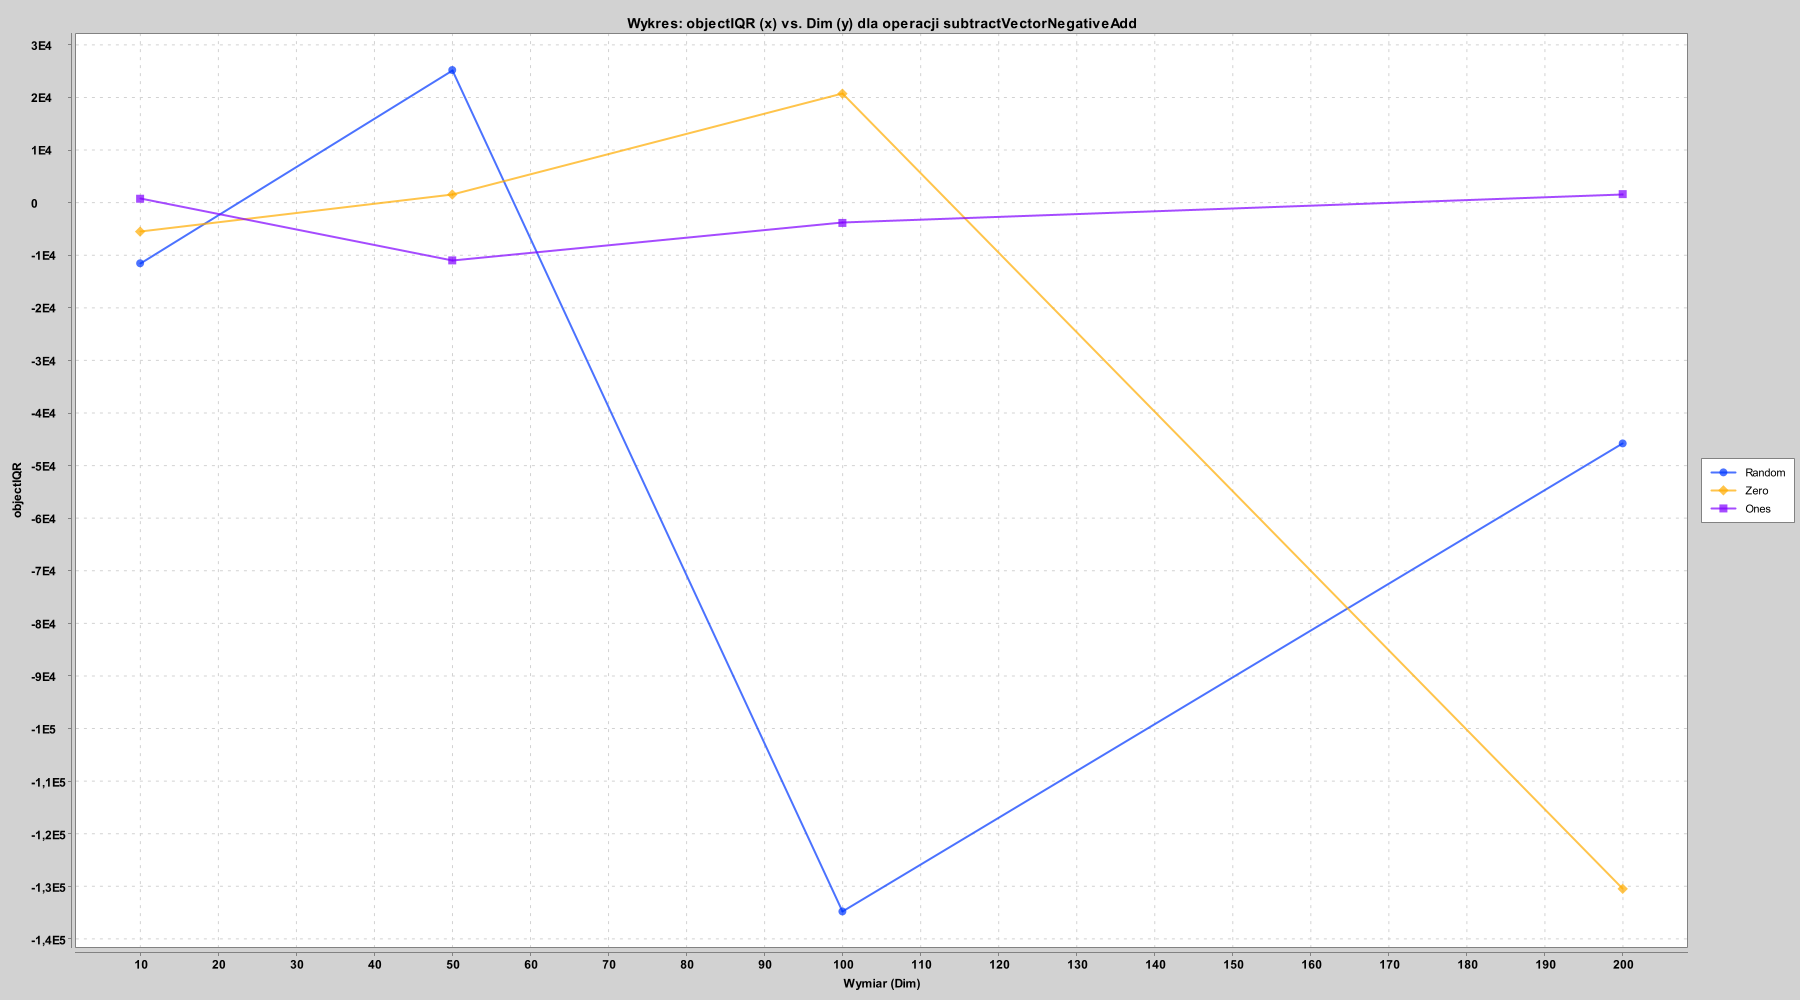 Wykres: objectIQR (x) vs. Dim (y) dla operacji subtractVectorNegativeAdd
3E4
2E4
1E4
0
-1E4
-2E4
-3E4
-4E4
-5E4
-6E4
-7E4
-8E4
-9E4
-1E5
-1,1E5
-1,2E5
-1,3E5
-1,4E5
objectIQR
10 20 30 40 50 60 70 80 90 100 110 120 130 140 150 160 170 180 190 200
Wymiar (Dim)
Random
Zero
Ones